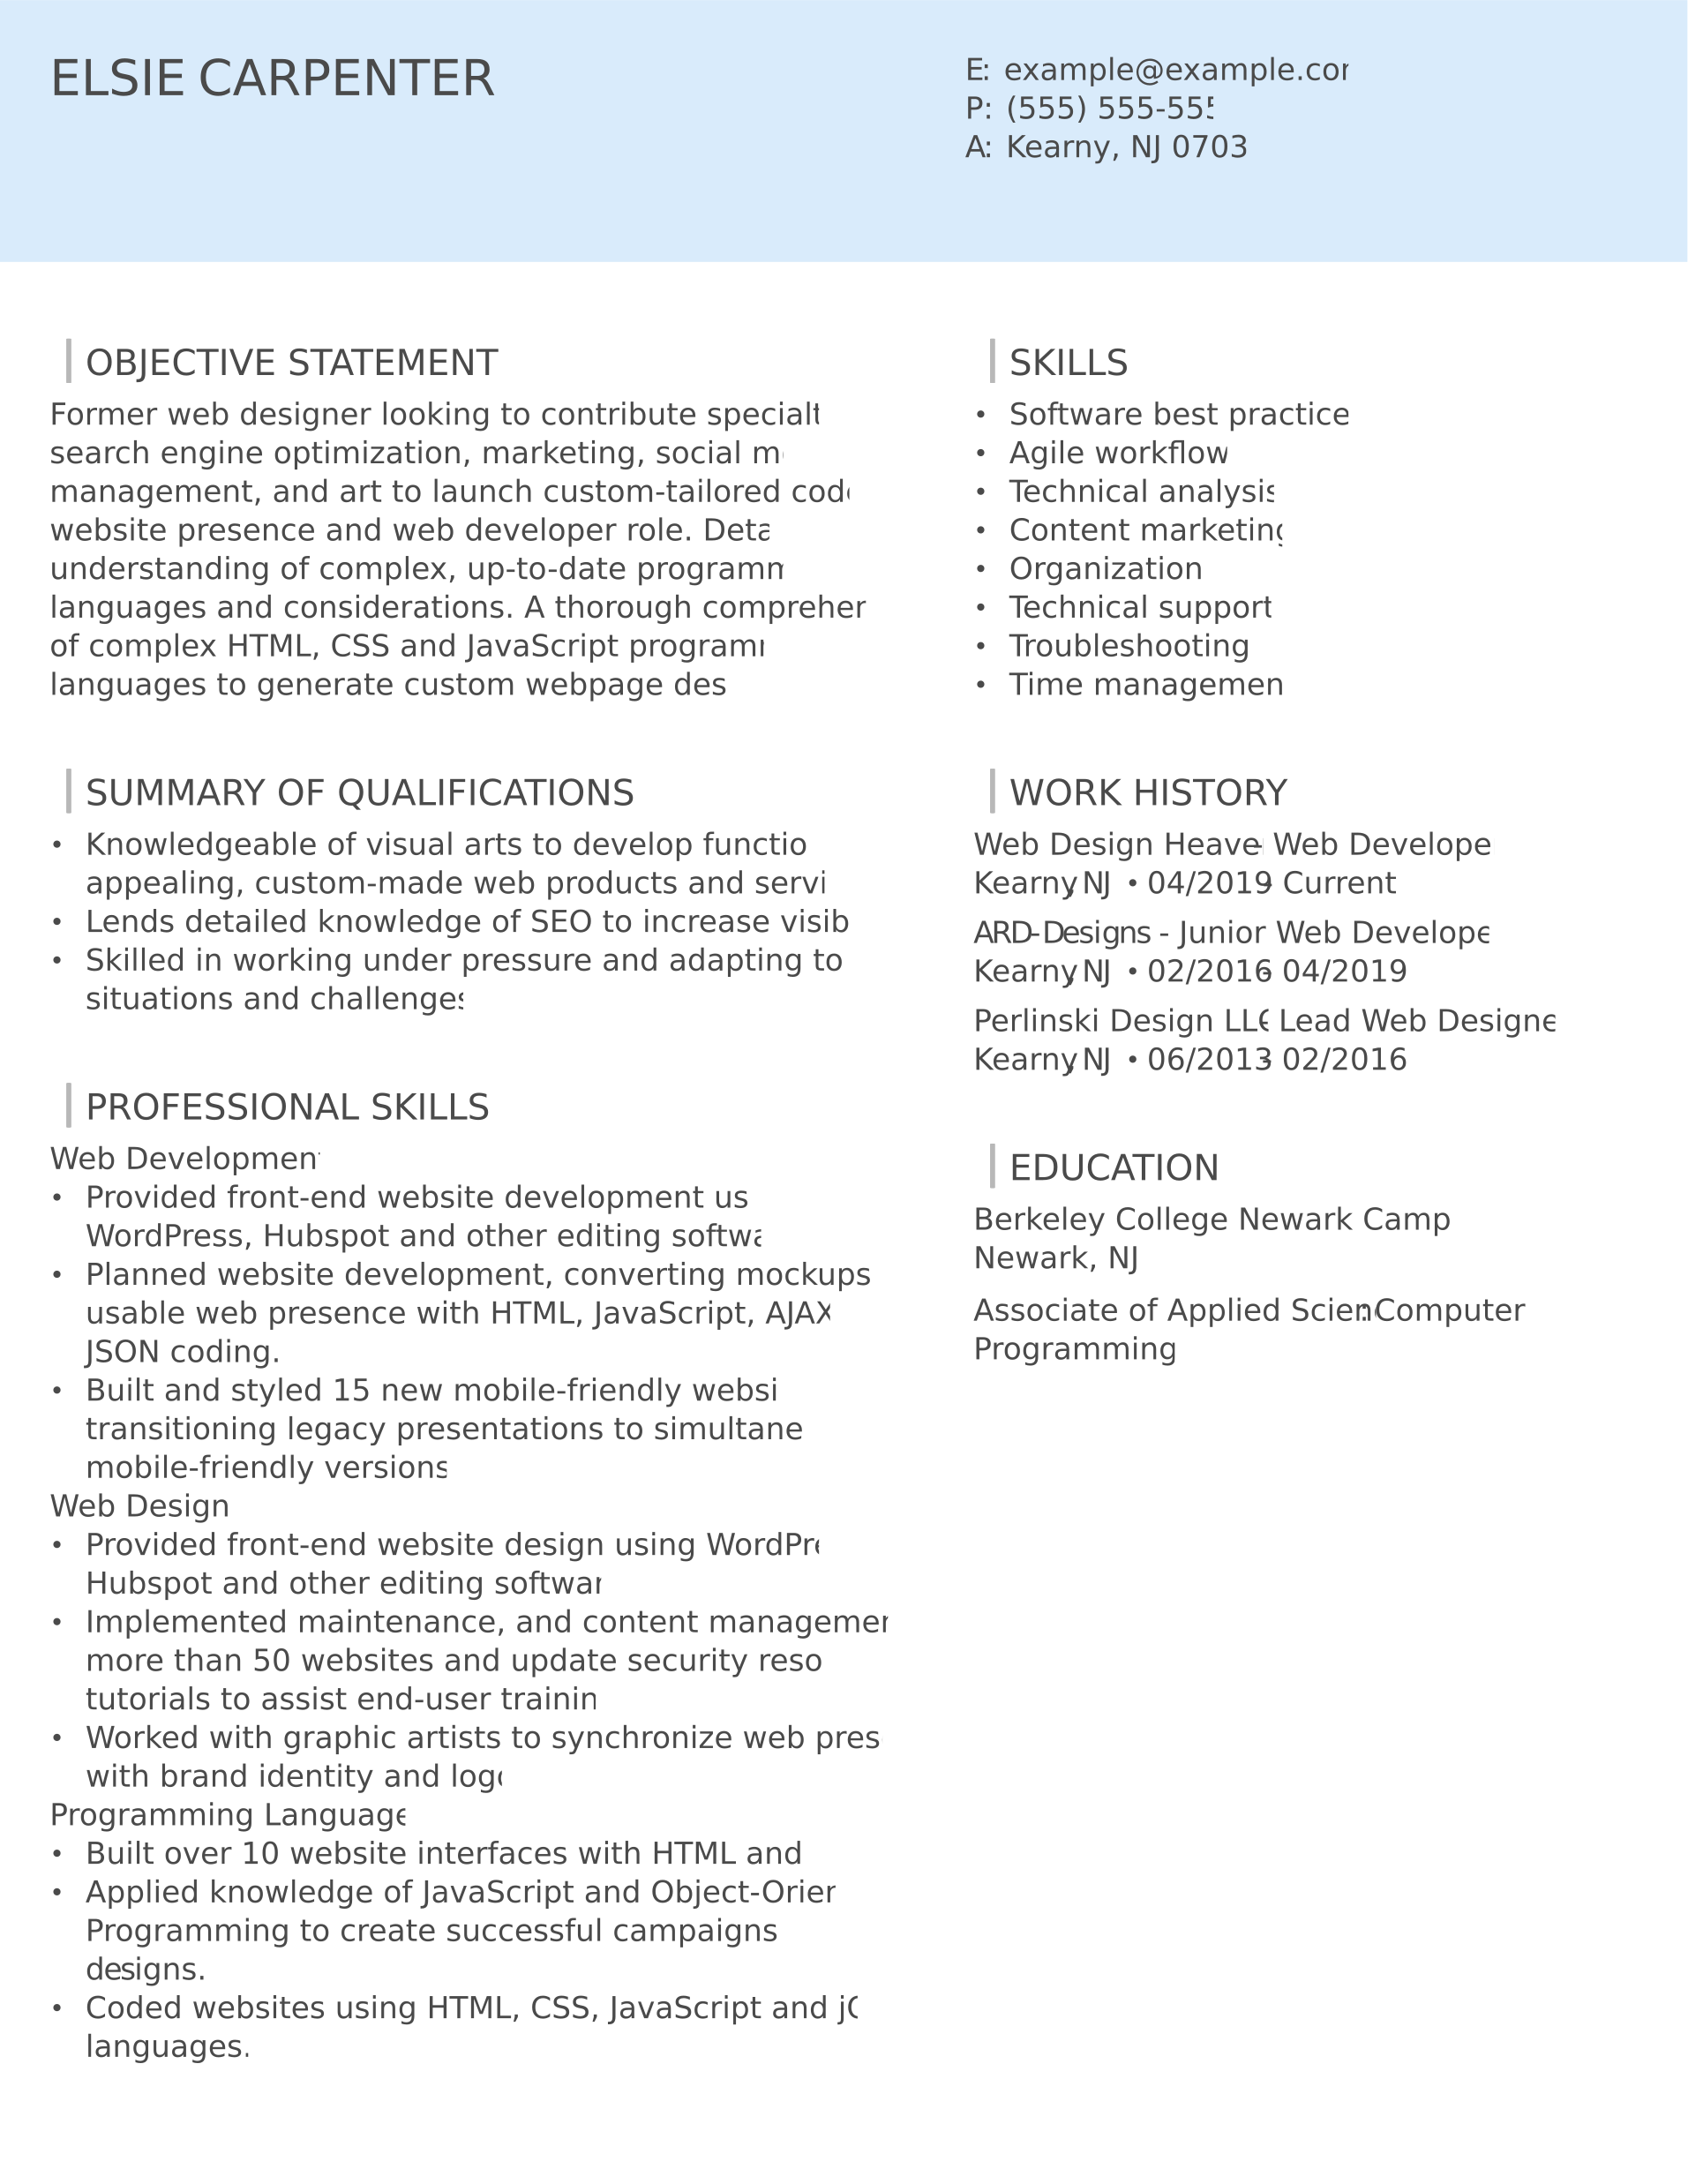 ELSIE CARPENTER
E: example@example.cor
P: (555) 555-555
A: Kearny, NJ 0703
OBJECTIVE STATEMENT
Former web designer looking to contribute specialt
search engine optimization, marketing, social m
management, and art to launch custom-tailored code
website presence and web developer role. Deta
understanding of complex, up-to-date programm
languages and considerations. A thorough compreher
of complex HTML, CSS and JavaScript programr
languages to generate custom webpage des
SUMMARY OF QUALIFICATIONS
• Knowledgeable of visual arts to develop functio
appealing, custom-made web products and servi
• Lends detailed knowledge of SEO to increase visib
• Skilled in working under pressure and adapting to
situations and challenges
PROFESSIONAL SKILLS
Web Development
• Provided front-end website development us
WordPress, Hubspot and other editing softwa
• Planned website development, converting mockups
usable web presence with HTML, JavaScript, AJAX
JSON coding.
• Built and styled 15 new mobile-friendly websi
transitioning legacy presentations to simultane
mobile-friendly versions
Web Design
• Provided front-end website design using WordPre
Hubspot and other editing softwar
• Implemented maintenance, and content managemer
more than 50 websites and update security reso
tutorials to assist end-user trainin
• Worked with graphic artists to synchronize web pres
with brand identity and logo
Programming Language
• Built over 10 website interfaces with HTML and
• Applied knowledge of JavaScript and Object-Orier
Programming to create successful campaigns
designs.
• Coded websites using HTML, CSS, JavaScript and jQ
languages.
SKILLS
• Software best practice
• Agile workflow
• Technical analysis
• Content marketing
• Organization
• Technical support
• Troubleshooting
• Time managemen
WORK HISTORY
Web Design Heave - Web Develope
Kearny, NJ • 04/2019 - Current
ARD-Designs - Junior Web Develope
Kearny, NJ • 02/2016 - 04/2019
Perlinski Design LLC - Lead Web Designe
Kearny, NJ • 06/2013 - 02/2016
EDUCATION
Berkeley College Newark Camp
Newark, NJ
Associate of Applied Scien: Computer
Programming